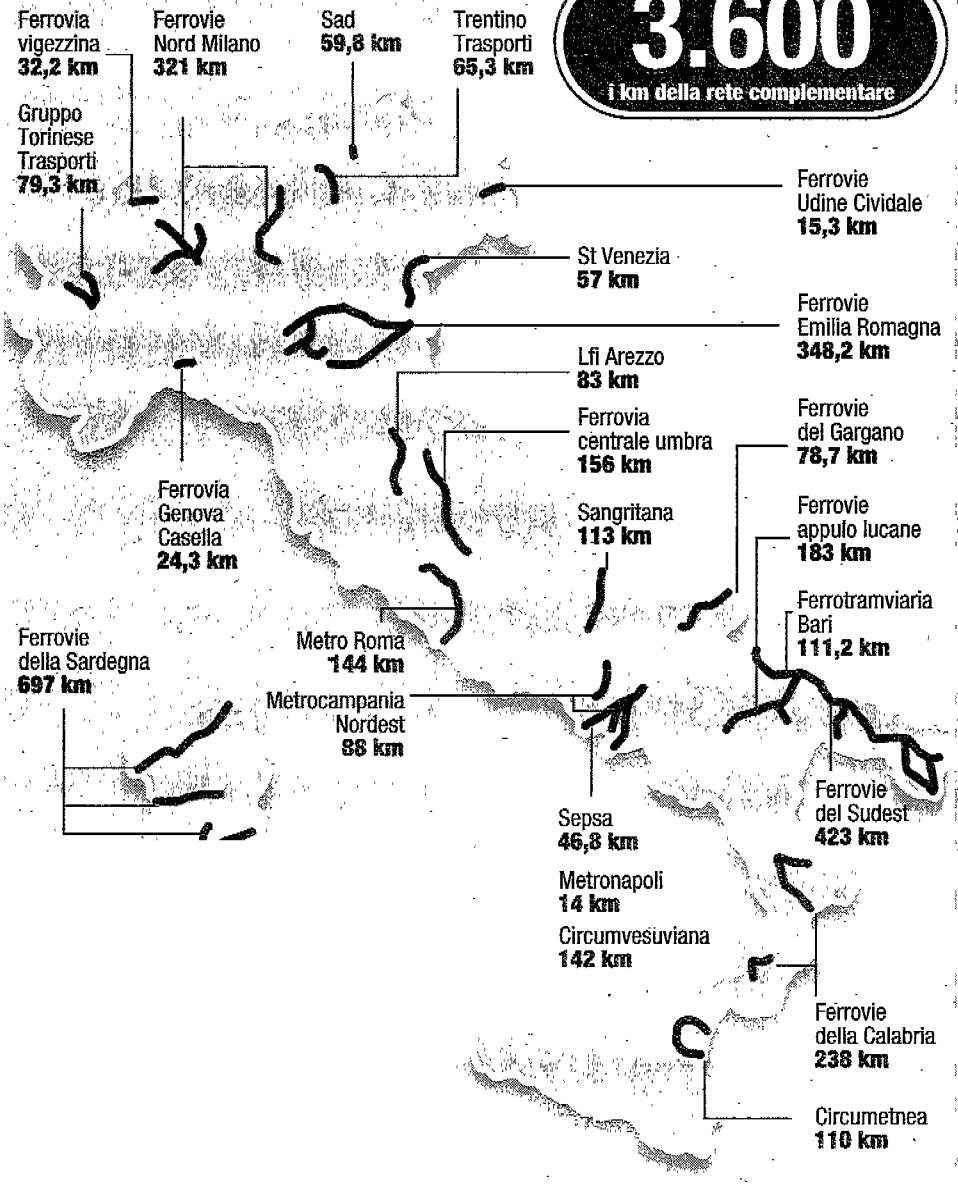 Ferrovia
vigezzina
32,2 km
Ferrovie
Nord Milano
321 km
Sad
59,8 km
Trentino
Trasporti
65,3 km
3.600
i km della rete complementare
Gruppo
Torinese
Trasporti
79,3 km
Ferrovie
Udine Cividale
15,3 km
St Venezia
57 km
Ferrovie
Emilia Romagna
348,2 km
Lfi Arezzo
83 km
Ferrovia
centrale umbra
156 km
Ferrovie
del Gargano
78,7 km
Ferrovia
Genova
Casella
24,3 km
Sangritana
113 km
Ferrovie
appulo lucane
183 km
Ferrotramviaria
Bari
111,2 km
Ferrovie
della Sardegna
697 km
Metro Roma
144 km
Metrocampania
Nordest
88 km
Sepsa
46,8 km
Metronapoli
14 km
Circumvesuviana
142 km
Ferrovie
del Sudest
423 km
Ferrovie
della Calabria
238 km
Circumetnea
110 km